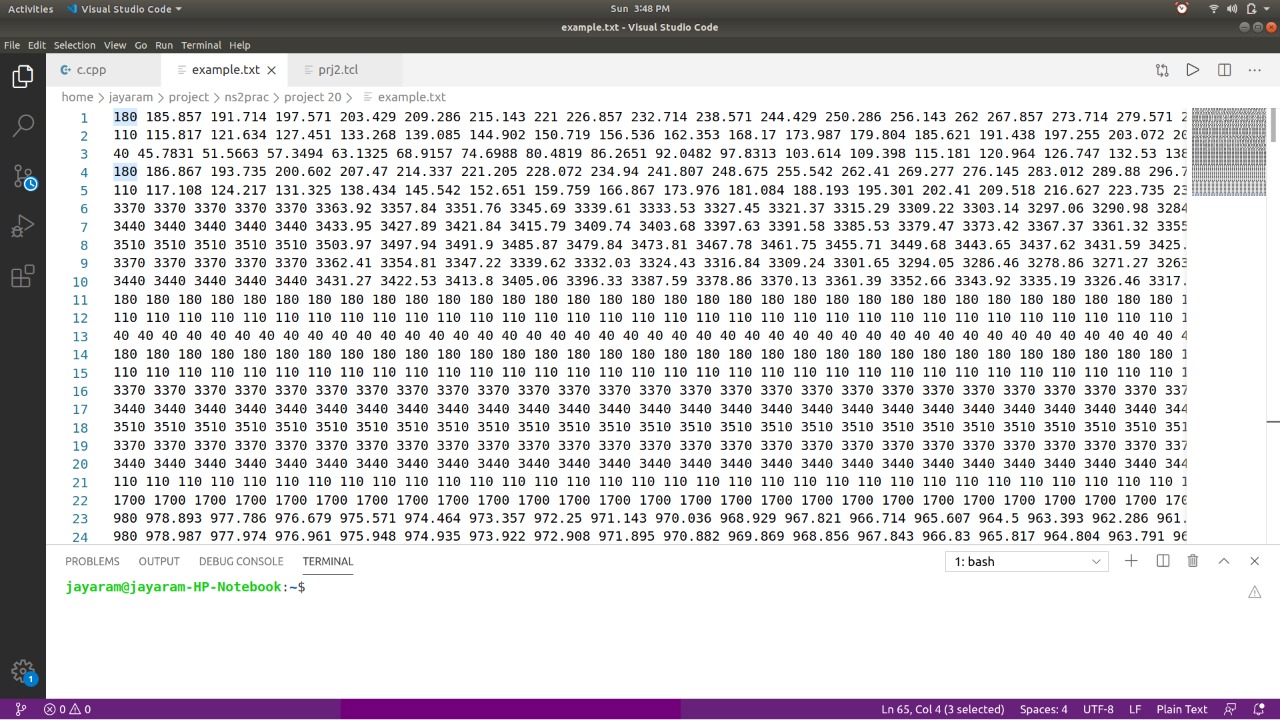 Activities Visual Studio Code Sun 3:48 PM
example.txt - Visual Studio Code
File Edit Selection View Go Run Terminal Help
c.cpp example.txt prj2.tcl
home > jayaram > project > ns2prac > project 20 > example.txt
1 180 185.857 191.714 197.571 203.429 209.286 215.143 221 226.857 232.714 238.571 244.429 250.286 256.143 262 267.857 273.714 279.571 2
2 110 115.817 121.634 127.451 133.268 139.085 144.902 150.719 156.536 162.353 168.17 173.987 179.804 185.621 191.438 197.255 203.072 20
3 40 45.7831 51.5663 57.3494 63.1325 68.9157 74.6988 80.4819 86.2651 92.0482 97.8313 103.614 109.398 115.181 120.964 126.747 132.53 138
4 180 186.867 193.735 200.602 207.47 214.337 221.205 228.072 234.94 241.807 248.675 255.542 262.41 269.277 276.145 283.012 289.88 296.7
5 110 117.108 124.217 131.325 138.434 145.542 152.651 159.759 166.867 173.976 181.084 188.193 195.301 202.41 209.518 216.627 223.735 23
6 3370 3370 3370 3370 3370 3363.92 3357.84 3351.76 3345.69 3339.61 3333.53 3327.45 3321.37 3315.29 3309.22 3303.14 3297.06 3290.98 3284
7 3440 3440 3440 3440 3440 3433.95 3427.89 3421.84 3415.79 3409.74 3403.68 3397.63 3391.58 3385.53 3379.47 3373.42 3367.37 3361.32 3355
8 3510 3510 3510 3510 3510 3503.97 3497.94 3491.9 3485.87 3479.84 3473.81 3467.78 3461.75 3455.71 3449.68 3443.65 3437.62 3431.59 3425.
9 3370 3370 3370 3370 3370 3362.41 3354.81 3347.22 3339.62 3332.03 3324.43 3316.84 3309.24 3301.65 3294.05 3286.46 3278.86 3271.27 3263
10 3440 3440 3440 3440 3440 3431.27 3422.53 3413.8 3405.06 3396.33 3387.59 3378.86 3370.13 3361.39 3352.66 3343.92 3335.19 3326.46 3317.
11 180 180 180 180 180 180 180 180 180 180 180 180 180 180 180 180 180 180 180 180 180 180 180 180 180 180 180 180 180 180 180 180 180 1
12 110 110 110 110 110 110 110 110 110 110 110 110 110 110 110 110 110 110 110 110 110 110 110 110 110 110 110 110 110 110 110 110 110 1
13 40 40 40 40 40 40 40 40 40 40 40 40 40 40 40 40 40 40 40 40 40 40 40 40 40 40 40 40 40 40 40 40 40 40 40 40 40 40 40 40 40 40 40 40 4
14 180 180 180 180 180 180 180 180 180 180 180 180 180 180 180 180 180 180 180 180 180 180 180 180 180 180 180 180 180 180 180 180 180 1
15 110 110 110 110 110 110 110 110 110 110 110 110 110 110 110 110 110 110 110 110 110 110 110 110 110 110 110 110 110 110 110 110 110 1
16 3370 3370 3370 3370 3370 3370 3370 3370 3370 3370 3370 3370 3370 3370 3370 3370 3370 3370 3370 3370 3370 3370 3370 3370 3370 3370 337
17 3440 3440 3440 3440 3440 3440 3440 3440 3440 3440 3440 3440 3440 3440 3440 3440 3440 3440 3440 3440 3440 3440 3440 3440 3440 3440 344
18 3510 3510 3510 3510 3510 3510 3510 3510 3510 3510 3510 3510 3510 3510 3510 3510 3510 3510 3510 3510 3510 3510 3510 3510 3510 3510 351
19 3370 3370 3370 3370 3370 3370 3370 3370 3370 3370 3370 3370 3370 3370 3370 3370 3370 3370 3370 3370 3370 3370 3370 3370 3370 3370 337
20 3440 3440 3440 3440 3440 3440 3440 3440 3440 3440 3440 3440 3440 3440 3440 3440 3440 3440 3440 3440 3440 3440 3440 3440 3440 3440 344
21 110 110 110 110 110 110 110 110 110 110 110 110 110 110 110 110 110 110 110 110 110 110 110 110 110 110 110 110 110 110 110 110 110 1
22 1700 1700 1700 1700 1700 1700 1700 1700 1700 1700 1700 1700 1700 1700 1700 1700 1700 1700 1700 1700 1700 1700 1700 1700 1700 1700 170
23 980 978.893 977.786 976.679 975.571 974.464 973.357 972.25 971.143 970.036 968.929 967.821 966.714 965.607 964.5 963.393 962.286 961.
24 980 978.987 977.974 976.961 975.948 974.935 973.922 972.908 971.895 970.882 969.869 968.856 967.843 966.83 965.817 964.804 963.791 96
PROBLEMS OUTPUT DEBUG CONSOLE TERMINAL 1: bash
jayaram@jayaram-HP-Notebook:~$
1
0 0 Ln 65, Col 4 (3 selected) Spaces: 4 UTF-8 LF Plain Text